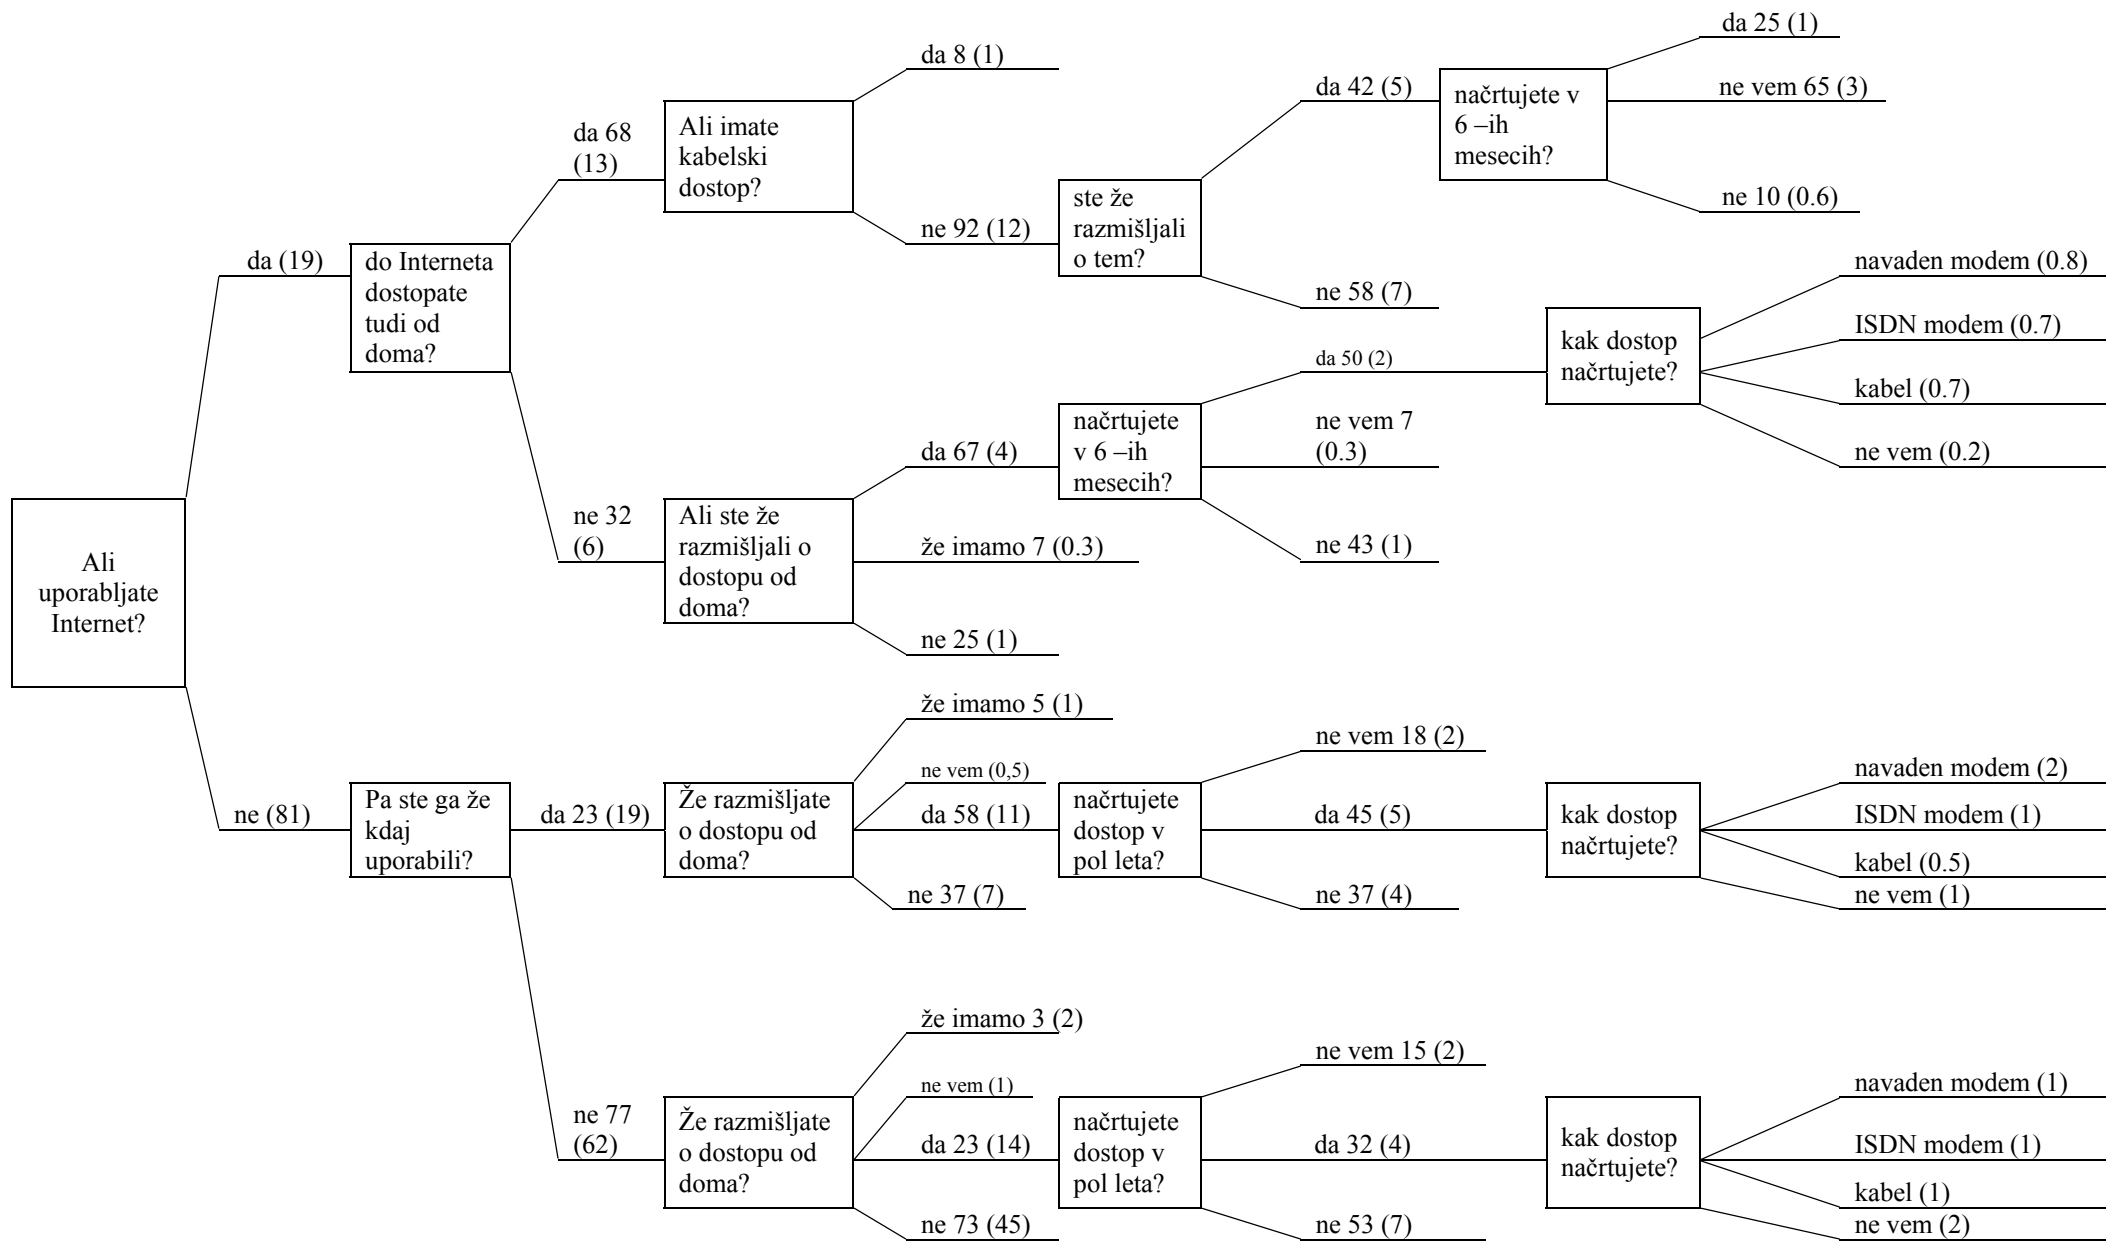 Ali
uporabljate
Internet?
da (19)
do Interneta
dostopate
tudi od
doma?
da 68
(13)
Ali imate
kabelski
dostop?
da 8 (1)
ne 92 (12)
ste že
razmišljali
o tem?
da 42 (5)
načrtujete v
6 –ih
mesecih?
da 25 (1)
ne vem 65 (3)
ne 10 (0.6)
ne 58 (7)
ne 32
(6)
Ali ste že
razmišljali o
dostopu od
doma?
da 67 (4)
načrtujete
v 6 –ih
mesecih?
da 50 (2)
kak dostop
načrtujete?
navaden modem (0.8)
ISDN modem (0.7)
kabel (0.7)
ne vem (0.2)
ne vem 7
(0.3)
ne 43 (1)
že imamo 7 (0.3)
ne 25 (1)
ne (81)
Pa ste ga že
kdaj
uporabili?
da 23 (19)
Že razmišljate
o dostopu od
doma?
že imamo 5 (1)
ne vem (0,5)
da 58 (11)
načrtujete
dostop v
pol leta?
ne vem 18 (2)
da 45 (5)
kak dostop
načrtujete?
navaden modem (2)
ISDN modem (1)
kabel (0.5)
ne vem (1)
ne 37 (4)
ne 37 (7)
ne 77
(62)
Že razmišljate
o dostopu od
doma?
že imamo 3 (2)
ne vem (1)
da 23 (14)
načrtujete
dostop v
pol leta?
ne vem 15 (2)
da 32 (4)
kak dostop
načrtujete?
navaden modem (1)
ISDN modem (1)
kabel (1)
ne vem (2)
ne 53 (7)
ne 73 (45)